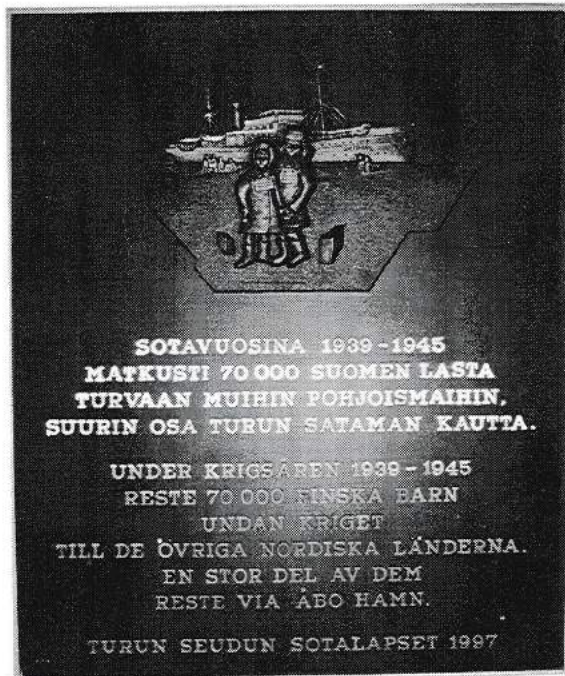 SOTAVUOSINA 1939-1945
MATKUSTI 70 000 SUOMEN LASTA
TURVAAN MUIHIN POHJOISMAIHIN,
SUURIN OSA TURUN SATAMAN KAUTTA.
UNDER KRIGSÅREN 1939-1945
RESTE 70 000 FINSKA BARN
UNDAN KRIGET
TILL DE ÖVRIGA NORDISKA LÄNDERNA.
EN STOR DEL AV DEM
RESTE VIA ÅBO HAMN.
TURUN SEUDUN SOTALAPSET 1997